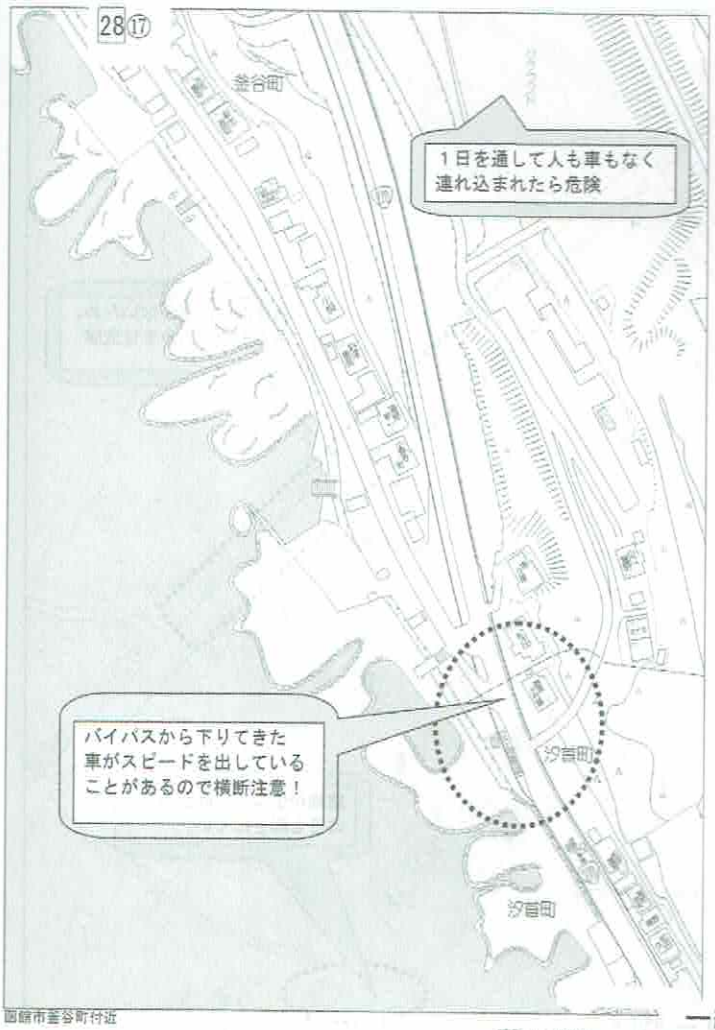 28⑰
釜谷町
１日を通して人も車もなく
連れ込まれたら危険
バイパスから下りてきた
車がスピードを出している
ことがあるので横断注意！
汐首町
汐首町
函館市釜谷町付近